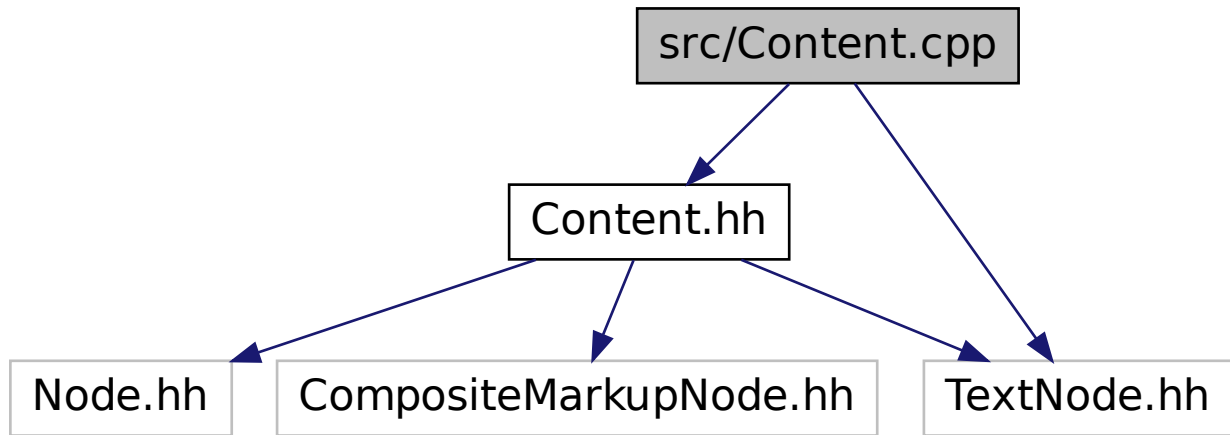 src/Content.cpp
Content.hh
Node.hh
CompositeMarkupNode.hh
TextNode.hh